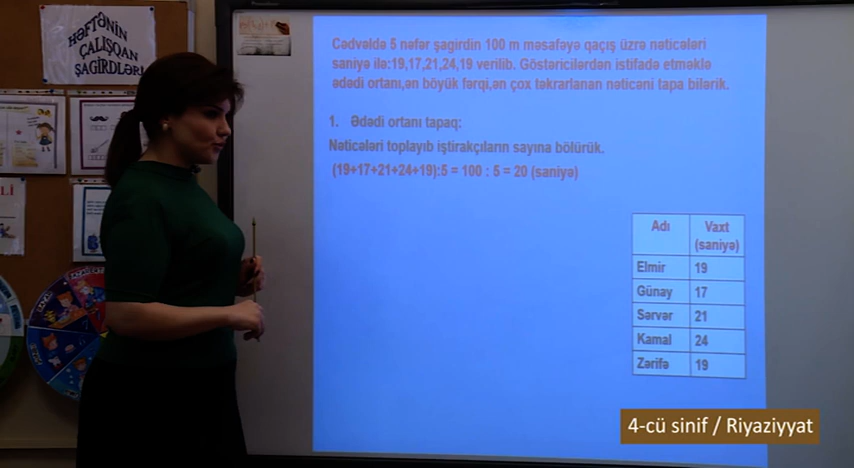 HƏFTƏNİN
ÇALIŞQAN
ŞAGİRDLƏRİ
Cədvəldə 5 nəfər şagirdin 100 m məsafəyə qaçış üzrə nəticələri
saniyə ilə:19,17,21,24,19 verilib. Göstəricilərdən istifadə etməklə
ədədi ortanı,ən böyük fərqi,ən çox təkrarlanan nəticəni tapa bilərik.
1. Ədədi ortanı tapaq:
Nəticələri toplayıb iştirakçıların sayına bölürük.
(19+17+21+24+19):5 = 100 : 5 = 20 (saniyə)
Adı Vaxt
(saniyə)
Elmir 19
Günay 17
Sərvər 21
Kamal 24
Zərifə 19
4-cü sinif / Riyaziyyat